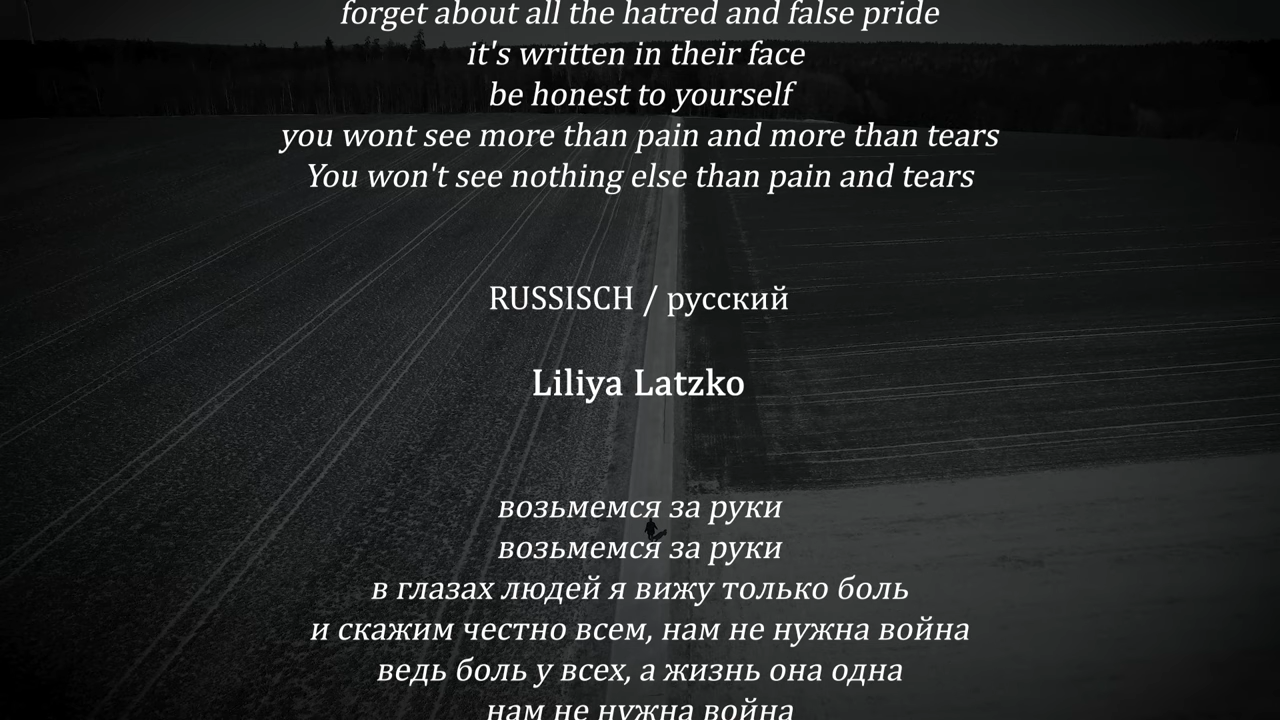 forget about all the hatred and false pride
it's written in their face
be honest to yourself
you wont see more than pain and more than tears
You won't see nothing else than pain and tears
RUSSISCH / русский
Liliya Latzko
возьмемся за руки
возьмемся за руки
в глазах людей я вижу только боль
и скажим честно всем, нам не нужна война
ведь боль у всех, а жизнь она одна
нам не нужна война